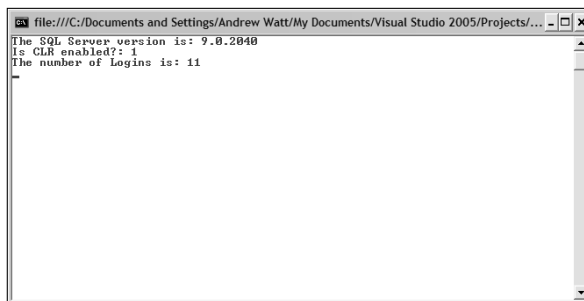 file:///C:/Documents and Settings/Andrew Watt/My Documents/Visual Studio 2005/Projects/...
The SQL Server version is: 9.0.2040
Is CLR enabled?: 1
The number of Logins is: 11